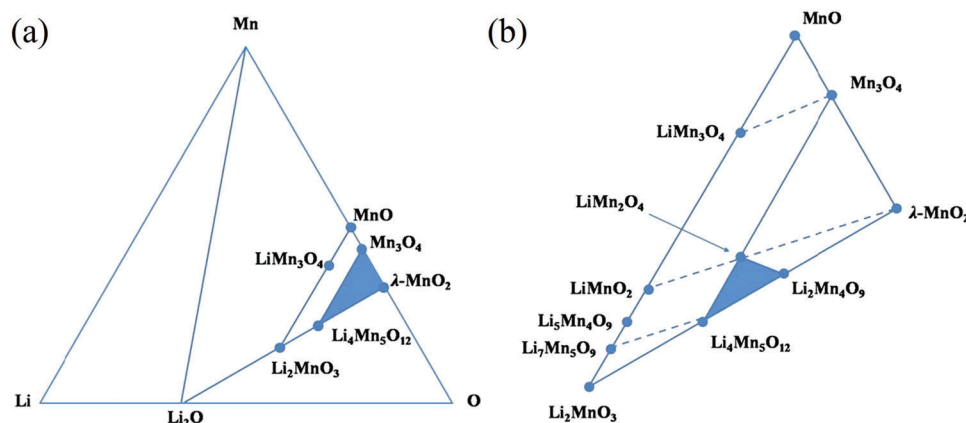 (a)
Mn
MnO
Mn₃O₄
LiMn₃O₄
λ-MnO₂
Li₄Mn₅O₁₂
Li₂MnO₃
Li
Li₂O
O
(b)
MnO
Mn₃O₄
LiMn₃O₄
LiMn₂O₄
λ-MnO₂
Li₂Mn₄O₉
LiMnO₂
Li₅Mn₄O₉
Li₇Mn₅O₉
Li₄Mn₅O₁₂
Li₂MnO₃